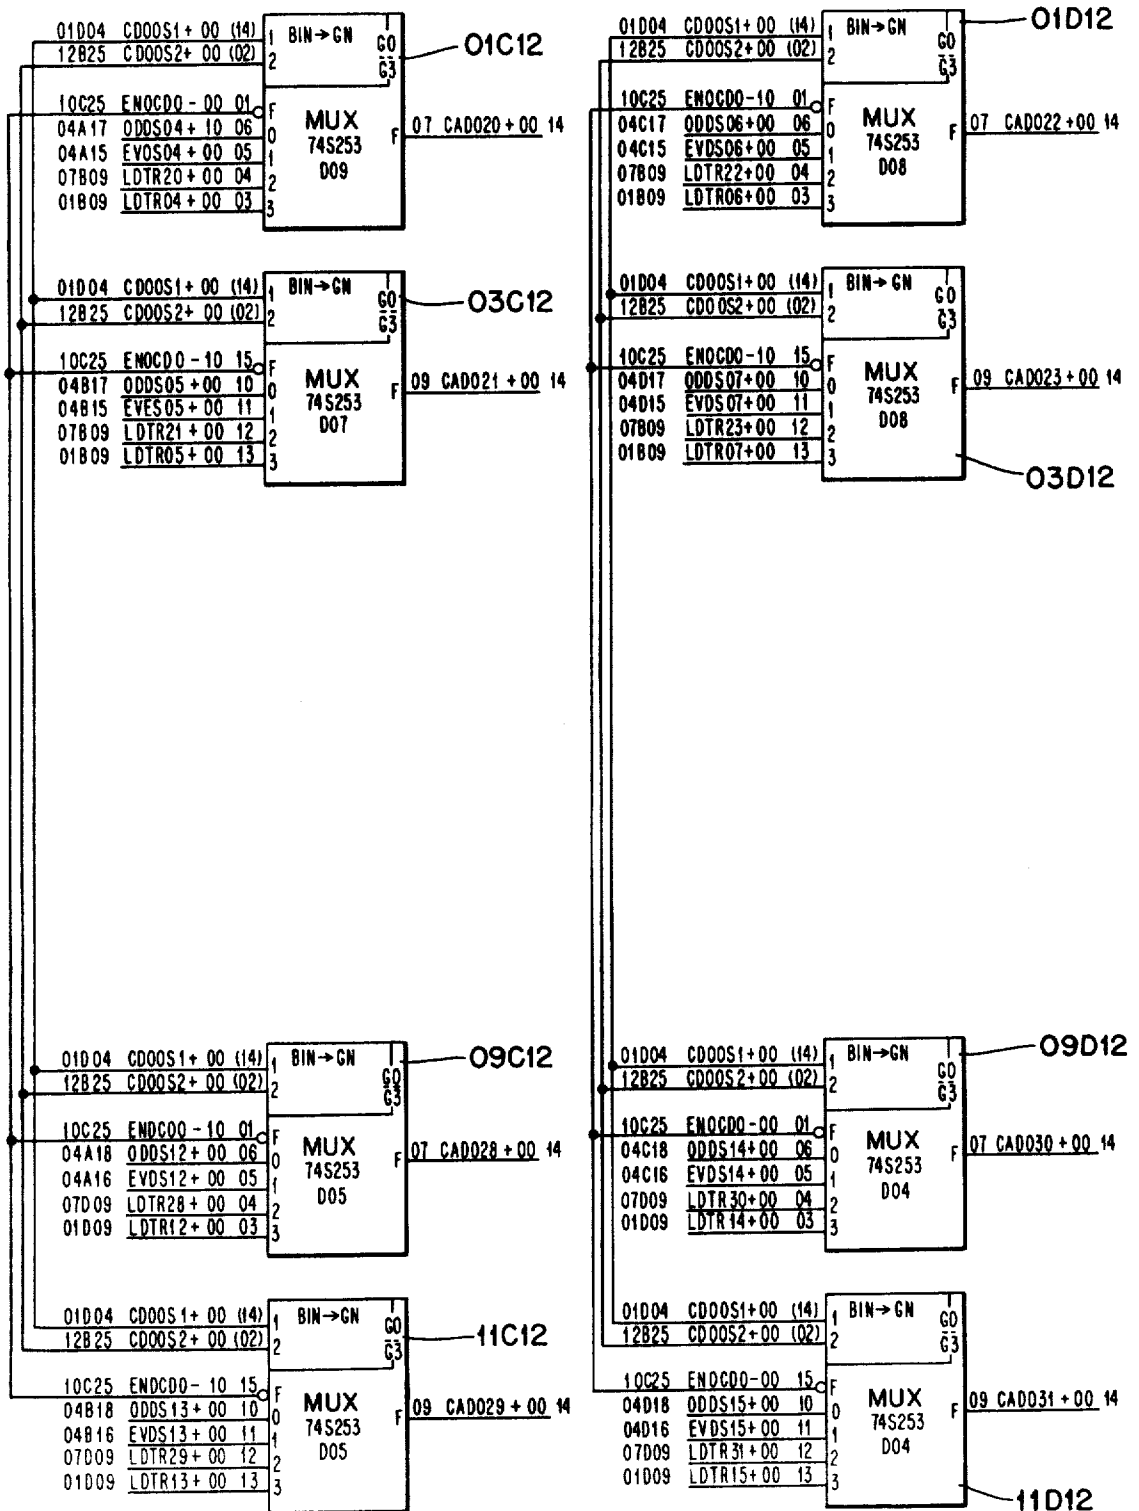 01D04 CD00S1+00 (14) 1 BIN→GN
12B25 CD00S2+00 (02) 2 G0
G3
01C12
10C25 EN0CD0-00 01 F
04A17 ODDS04+10 06 0 MUX F 07 CAD020+00 14
04A15 EVDS04+00 05 1 74S253
07B09 LDTR20+00 04 2 D09
01B09 LDTR04+00 03 3
01D04 CD00S1+00 (14) 1 BIN→GN
12B25 CD00S2+00 (02) 2 G0
G3
03C12
10C25 EN0CD0-10 15 F
04B17 ODDS05+00 10 0 MUX F 09 CAD021+00 14
04B15 EVES05+00 11 1 74S253
07B09 LDTR21+00 12 2 D07
01B09 LDTR05+00 13 3
01D04 CD00S1+00 (14) 1 BIN→GN
12B25 CD00S2+00 (02) 2 G0
G3
09C12
10C25 ENDCD0-10 01 F
04A18 ODDS12+00 06 0 MUX F 07 CAD028+00 14
04A16 EVDS12+00 05 1 74S253
07D09 LDTR28+00 04 2 D05
01D09 LDTR12+00 03 3
01D04 CD00S1+00 (14) 1 BIN→GN
12B25 CD00S2+00 (02) 2 G0
G3
11C12
10C25 ENDCD0-10 15 F
04B18 ODDS13+00 10 0 MUX F 09 CAD029+00 14
04B16 EVDS13+00 11 1 74S253
07D09 LDTR29+00 12 2 D05
01D09 LDTR13+00 13 3
01D04 CD00S1+00 (14) 1 BIN→GN
12B25 CD00S2+00 (02) 2 G0
G3
01D12
10C25 EN0CD0-10 01 F
04C17 ODDS06+00 06 0 MUX F 07 CAD022+00 14
04C15 EVDS06+00 05 1 74S253
07B09 LDTR22+00 04 2 D08
01B09 LDTR06+00 03 3
01D04 CD00S1+00 (14) 1 BIN→GN
12B25 CD00S2+00 (02) 2 G0
G3
10C25 EN0CD0-10 15 F
04D17 ODDS07+00 10 0 MUX F 09 CAD023+00 14
04D15 EVDS07+00 11 1 74S253
07B09 LDTR23+00 12 2 D08
01B09 LDTR07+00 13 3
03D12
01D04 CD00S1+00 (14) 1 BIN→GN
12B25 CD00S2+00 (02) 2 G0
G3
09D12
10C25 EN0CD0-00 01 F
04C18 ODDS14+00 06 0 MUX F 07 CAD030+00 14
04C16 EVDS14+00 05 1 74S253
07D09 LDTR30+00 04 2 D04
01D09 LDTR14+00 03 3
01D04 CD00S1+00 (14) 1 BIN→GN
12B25 CD00S2+00 (02) 2 G0
G3
10C25 EN0CD0-00 15 F
04D18 ODDS15+00 10 0 MUX F 09 CAD031+00 14
04D16 EVDS15+00 11 1 74S253
07D09 LDTR31+00 12 2 D04
01D09 LDTR15+00 13 3
11D12